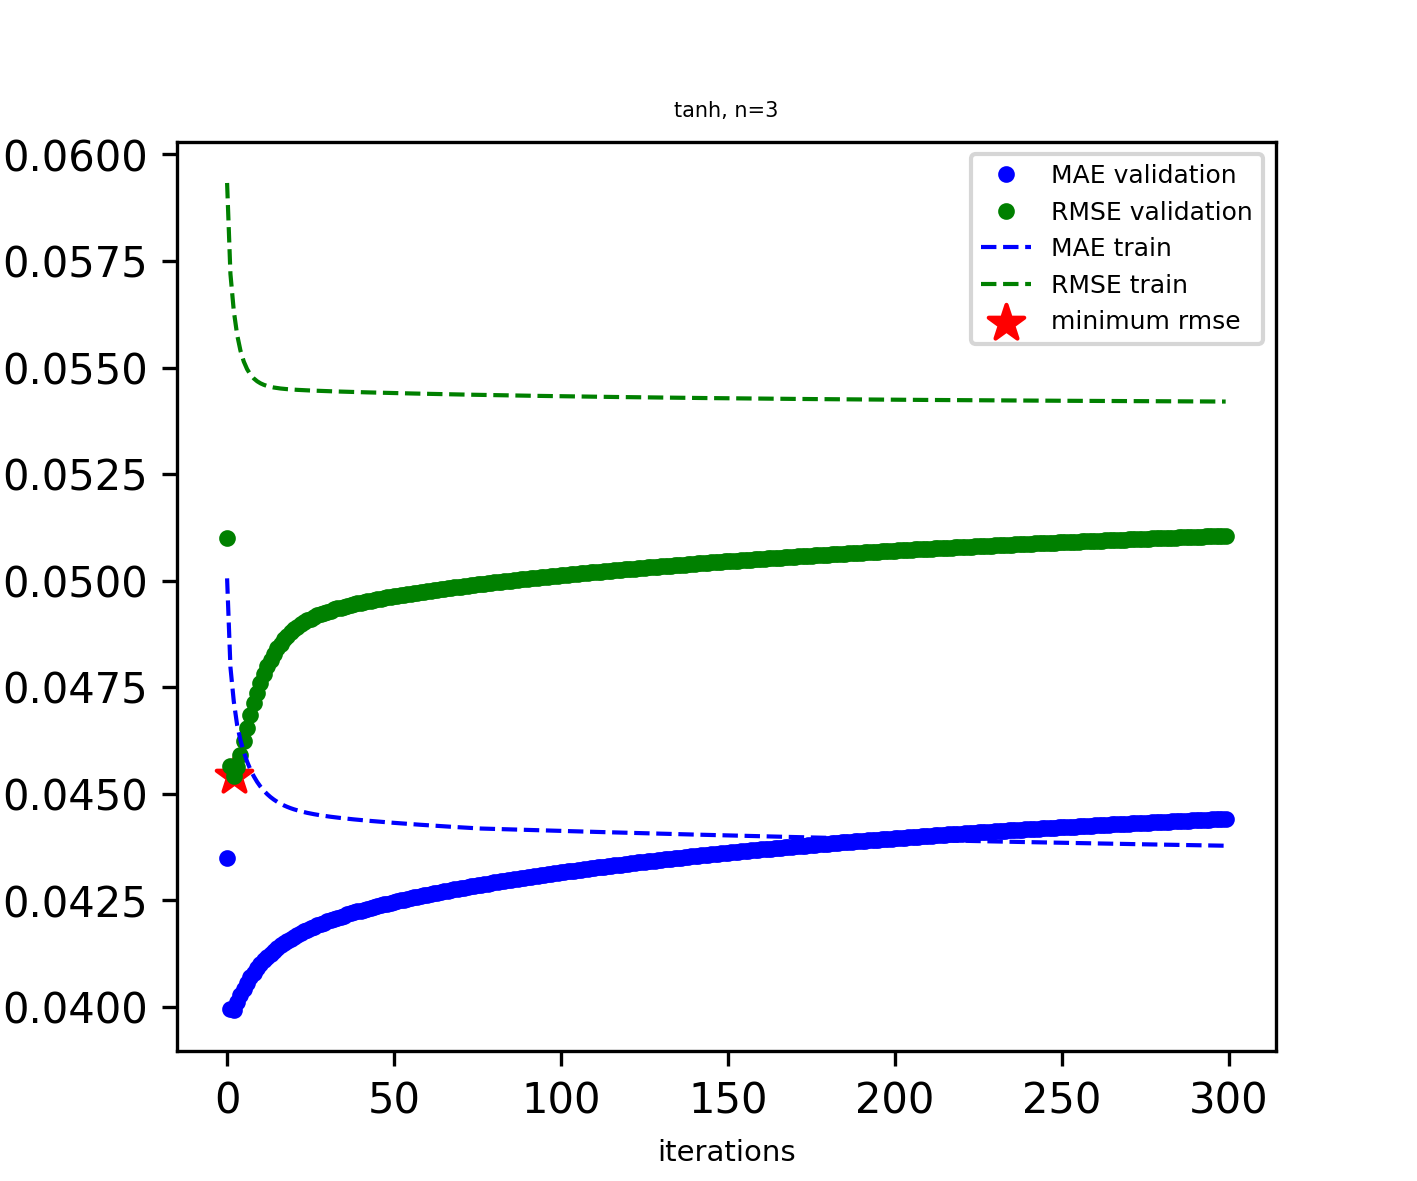 tanh, n=3
0.0600
0.0575
0.0550
0.0525
0.0500
0.0475
0.0450
0.0425
0.0400
MAE validation
RMSE validation
MAE train
RMSE train
minimum rmse
0 50 100 150 200 250 300
iterations